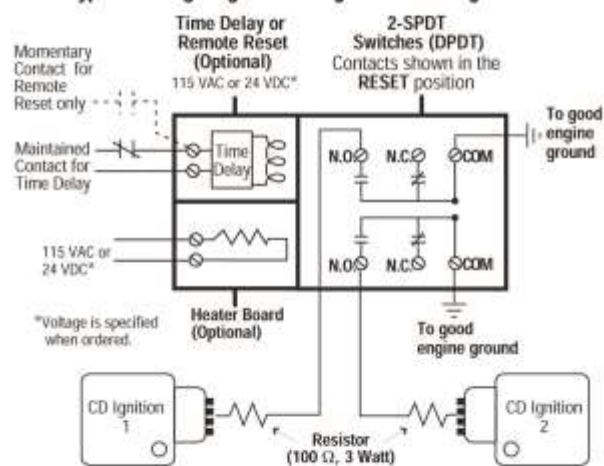 Time Delay or
Remote Reset
(Optional)
115 VAC or 24 VDC*
2-SPDT
Switches (DPDT)
Contacts shown in the
RESET position
Momentary
Contact for
Remote
Reset only
Maintained
Contact for
Time Delay
Time
Delay
N.O.
N.C.
COM
To good
engine
ground
115 VAC or
24 VDC*
N.O.
N.C.
COM
*Voltage is specified
when ordered.
Heater Board
(Optional)
To good
engine ground
CD Ignition
1
Resistor
(100 Ω, 3 Watt)
CD Ignition
2